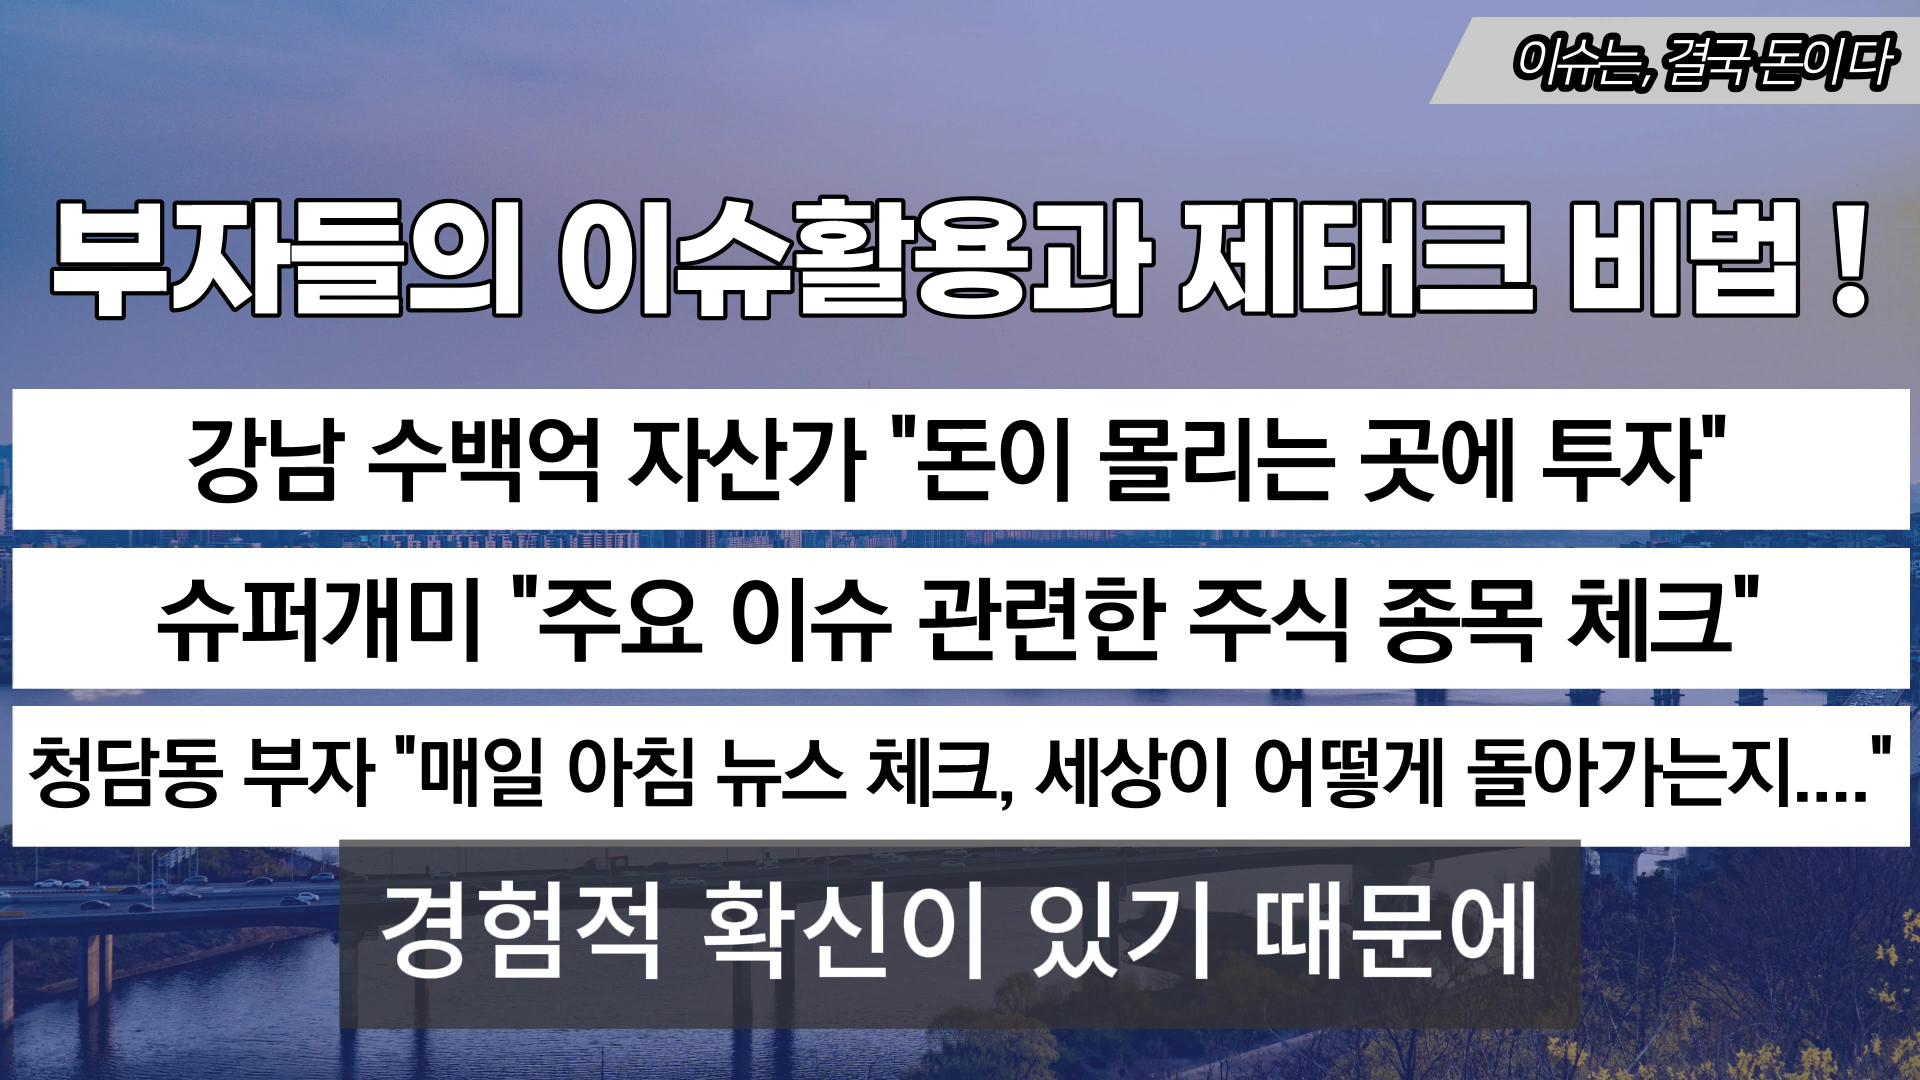 이슈는, 결국 돈이다
부자들의 이슈활용과 제태크 비법 !
강남 수백억 자산가 "돈이 몰리는 곳에 투자"
슈퍼개미 "주요 이슈 관련한 주식 종목 체크"
청담동 부자 "매일 아침 뉴스 체크, 세상이 어떻게 돌아가는지...."
경험적 확신이 있기 때문에